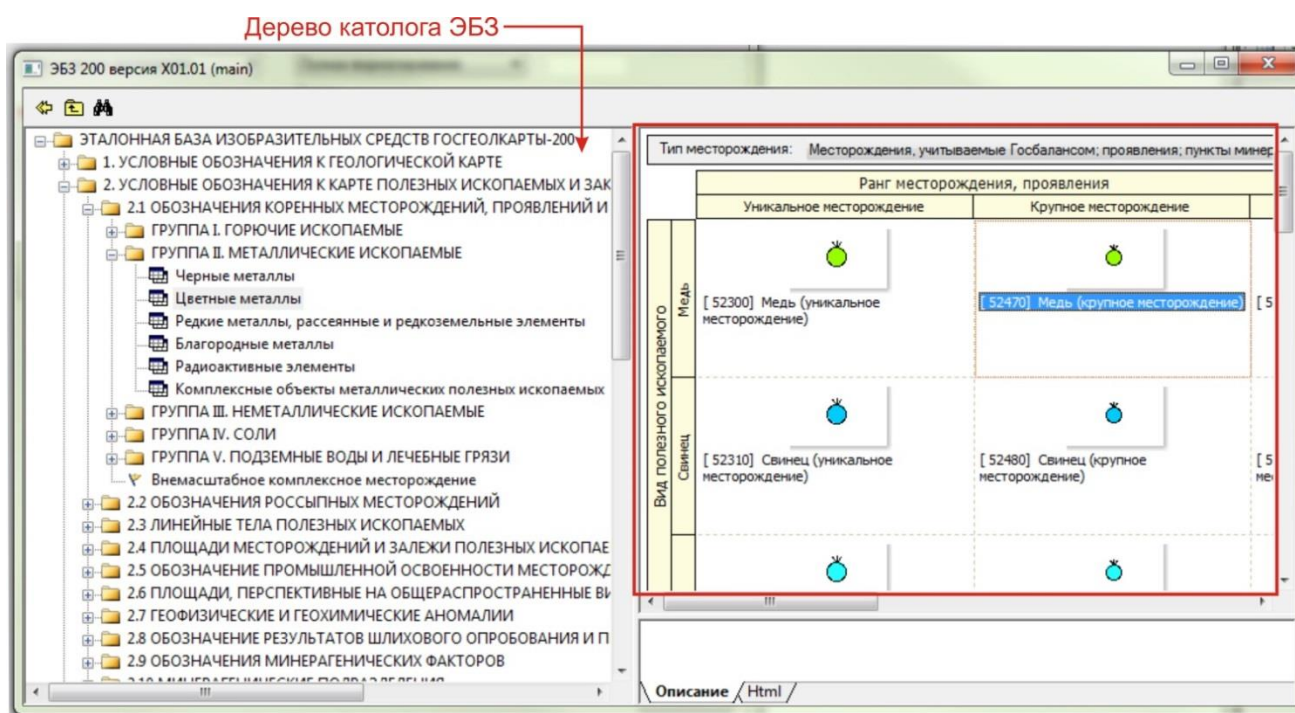 Дерево католога ЭБЗ
ЭБЗ 200 версия X01.01 (main)
ЭТАЛОННАЯ БАЗА ИЗОБРАЗИТЕЛЬНЫХ СРЕДСТВ ГОСГЕОЛКАРТЫ-200
1. УСЛОВНЫЕ ОБОЗНАЧЕНИЯ К ГЕОЛОГИЧЕСКОЙ КАРТЕ
2. УСЛОВНЫЕ ОБОЗНАЧЕНИЯ К КАРТЕ ПОЛЕЗНЫХ ИСКОПАЕМЫХ И ЗАК
2.1 ОБОЗНАЧЕНИЯ КОРЕННЫХ МЕСТОРОЖДЕНИЙ, ПРОЯВЛЕНИЙ И
ГРУППА I. ГОРЮЧИЕ ИСКОПАЕМЫЕ
ГРУППА II. МЕТАЛЛИЧЕСКИЕ ИСКОПАЕМЫЕ
Черные металлы
Цветные металлы
Редкие металлы, рассеянные и редкоземельные элементы
Благородные металлы
Радиоактивные элементы
Комплексные объекты металлических полезных ископаемых
ГРУППА III. НЕМЕТАЛЛИЧЕСКИЕ ИСКОПАЕМЫЕ
ГРУППА IV. СОЛИ
ГРУППА V. ПОДЗЕМНЫЕ ВОДЫ И ЛЕЧЕБНЫЕ ГРЯЗИ
Внемасштабное комплексное месторождение
2.2 ОБОЗНАЧЕНИЯ РОССЫПНЫХ МЕСТОРОЖДЕНИЙ
2.3 ЛИНЕЙНЫЕ ТЕЛА ПОЛЕЗНЫХ ИСКОПАЕМЫХ
2.4 ПЛОЩАДИ МЕСТОРОЖДЕНИЙ И ЗАЛЕЖИ ПОЛЕЗНЫХ ИСКОПАЕ
2.5 ОБОЗНАЧЕНИЕ ПРОМЫШЛЕННОЙ ОСВОЕННОСТИ МЕСТОРОЖД
2.6 ПЛОЩАДИ, ПЕРСПЕКТИВНЫЕ НА ОБЩЕРАСПРОСТРАНЕННЫЕ ВИ
2.7 ГЕОФИЗИЧЕСКИЕ И ГЕОХИМИЧЕСКИЕ АНОМАЛИИ
2.8 ОБОЗНАЧЕНИЕ РЕЗУЛЬТАТОВ ШЛИХОВОГО ОПРОБОВАНИЯ И П
2.9 ОБОЗНАЧЕНИЯ МИНЕРАГЕНИЧЕСКИХ ФАКТОРОВ
2.10 МИНЕРАГЕНИЧЕСКИЕ ПОДРАЗДЕЛЕНИЯ
Тип месторождения: Месторождения, учитываемые Госбалансом; проявления; пункты минер
Ранг месторождения, проявления
Уникальное месторождение
Крупное месторождение
Вид полезного ископаемого
Медь
[ 52300] Медь (уникальное
месторождение)
[ 52470] Медь (крупное месторождение)
[ 5
Свинец
[ 52310] Свинец (уникальное
месторождение)
[ 52480] Свинец (крупное
месторождение)
[ 5
ме
Описание
Html